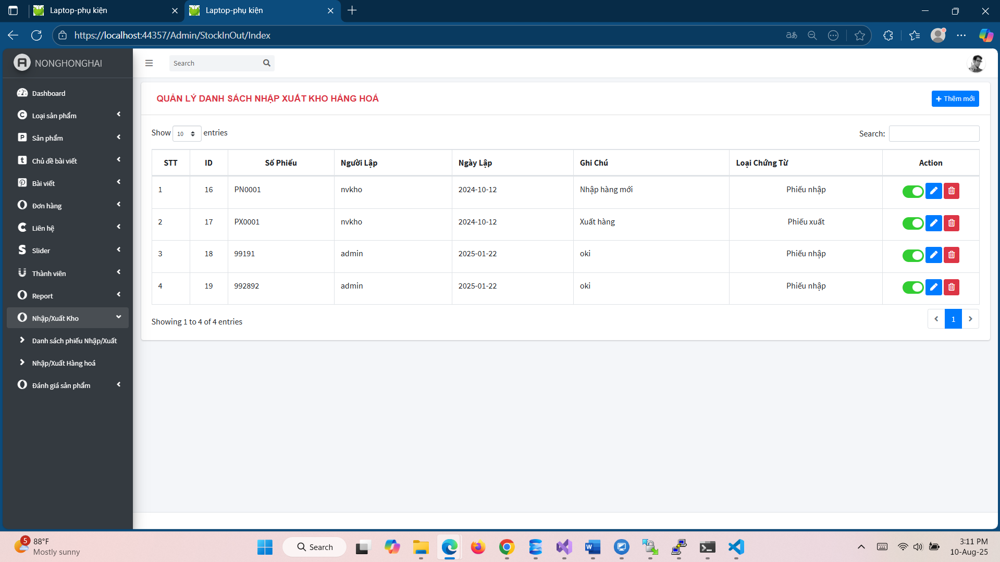 Laptop-phụ kiện
Laptop-phụ kiện
https://localhost:44357/Admin/StockInOut/Index
NONGHONGHAI
Search
Dashboard
Loại sản phẩm
Sản phẩm
Chủ đề bài viết
Bài viết
Đơn hàng
Liên hệ
Slider
Thành viên
Report
Nhập/Xuất Kho
Danh sách phiếu Nhập/Xuất
Nhập/Xuất Hàng hoá
Đánh giá sản phẩm
QUẢN LÝ DANH SÁCH NHẬP XUẤT KHO HÀNG HOÁ
Thêm mới
Show 10 entries
Search:
STT ID Số Phiếu Người Lập Ngày Lập Ghi Chú Loại Chứng Từ Action
1 16 PN0001 nvkho 2024-10-12 Nhập hàng mới Phiếu nhập
2 17 PX0001 nvkho 2024-10-12 Xuất hàng Phiếu xuất
3 18 99191 admin 2025-01-22 oki Phiếu nhập
4 19 992892 admin 2025-01-22 oki Phiếu nhập
Showing 1 to 4 of 4 entries
1
5
88°F
Mostly sunny
Search
3:11 PM
10-Aug-25